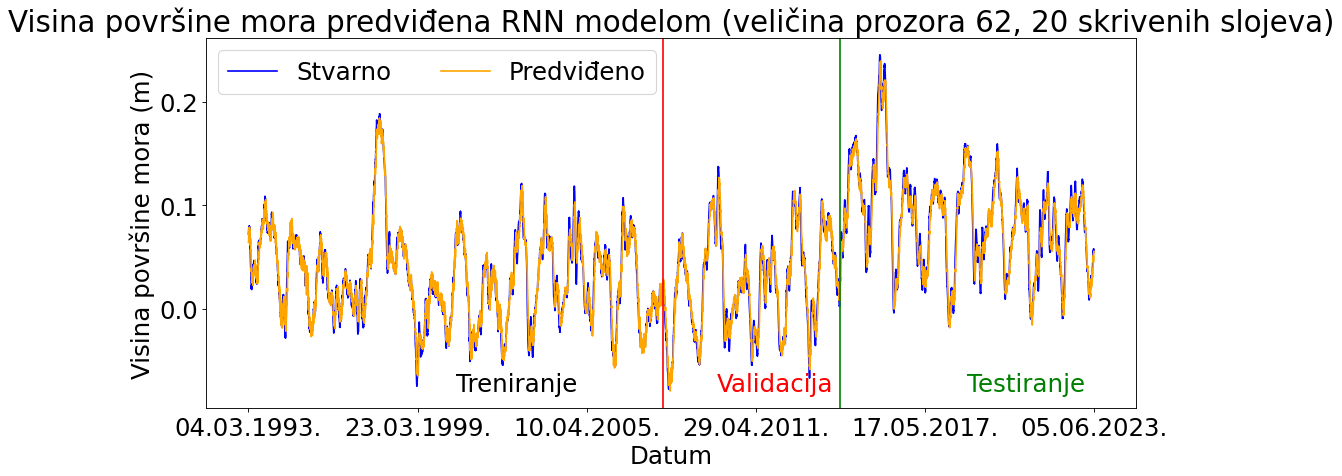 Visina površine mora predviđena RNN modelom (veličina prozora 62, 20 skrivenih slojeva)
Stvarno Predviđeno
Visina površine mora (m)
0.2
0.1
0.0
Treniranje Validacija Testiranje
04.03.1993. 23.03.1999. 10.04.2005. 29.04.2011. 17.05.2017. 05.06.2023.
Datum